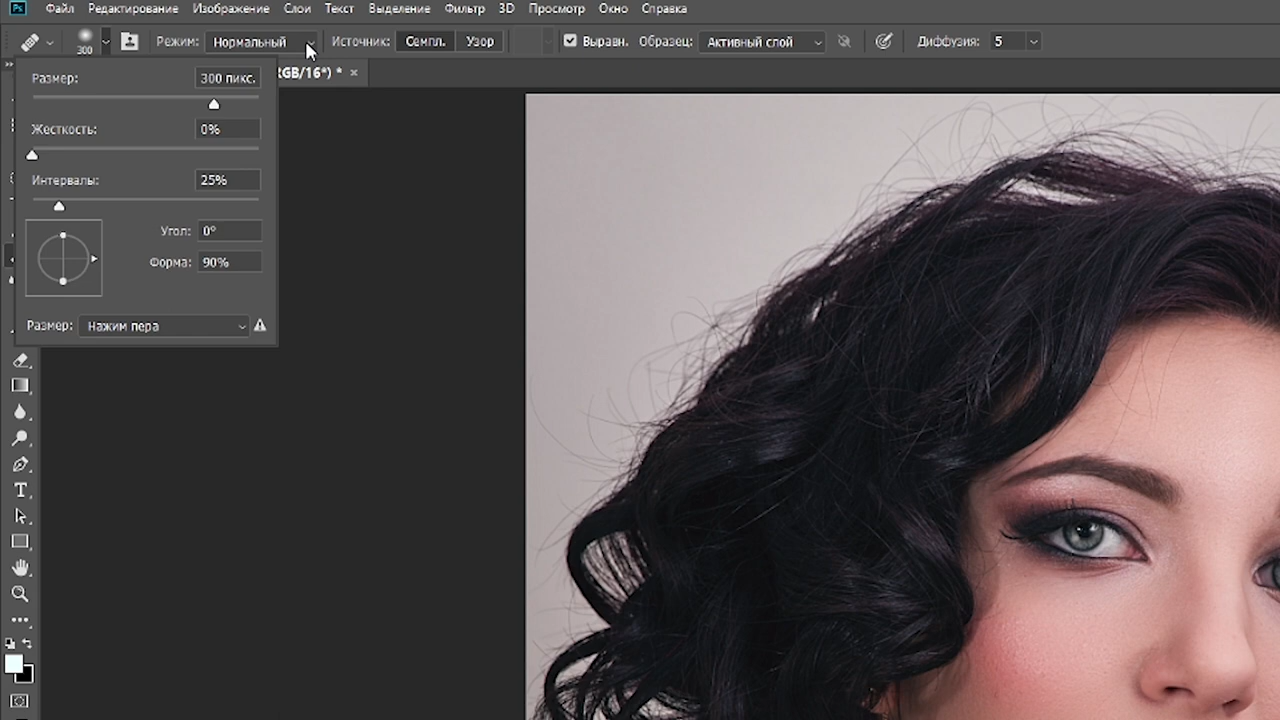 Ps Файл Редактирование Изображение Слои Текст Выделение Фильтр 3D Просмотр Окно Справка
300 Режим: Нормальный Источник: Семпл. Узор Выравн. Образец: Активный слой Диффузия: 5
RGB/16*) * ×
Размер: 300 пикс.
Жесткость: 0%
Интервалы: 25%
Угол: 0°
Форма: 90%
Размер: Нажим пера